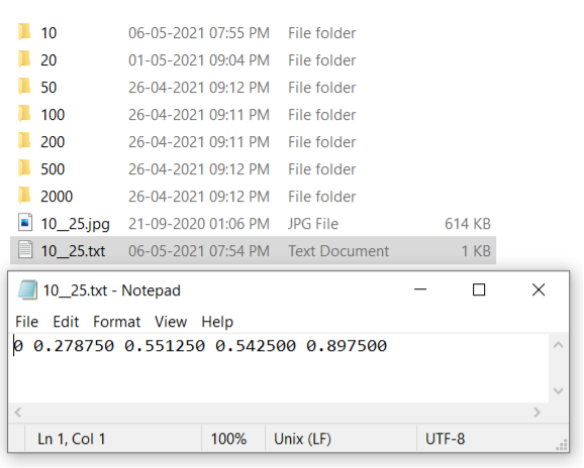 10 06-05-2021 07:55 PM File folder
20 01-05-2021 09:04 PM File folder
50 26-04-2021 09:12 PM File folder
100 26-04-2021 09:11 PM File folder
200 26-04-2021 09:11 PM File folder
500 26-04-2021 09:12 PM File folder
2000 26-04-2021 09:12 PM File folder
10__25.jpg 21-09-2020 01:06 PM JPG File 614 KB
10__25.txt 06-05-2021 07:54 PM Text Document 1 KB
10__25.txt - Notepad
File Edit Format View Help
0 0.278750 0.551250 0.542500 0.897500
Ln 1, Col 1 100% Unix (LF) UTF-8